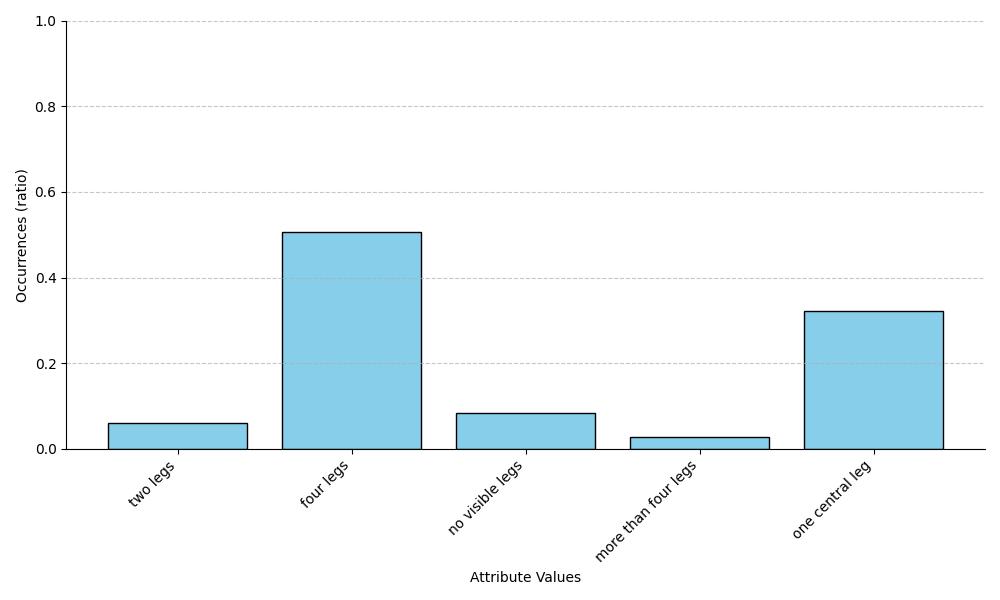 1.0
0.8
0.6
0.4
0.2
0.0
Occurrences (ratio)
two legs
four legs
no visible legs
more than four legs
one central leg
Attribute Values